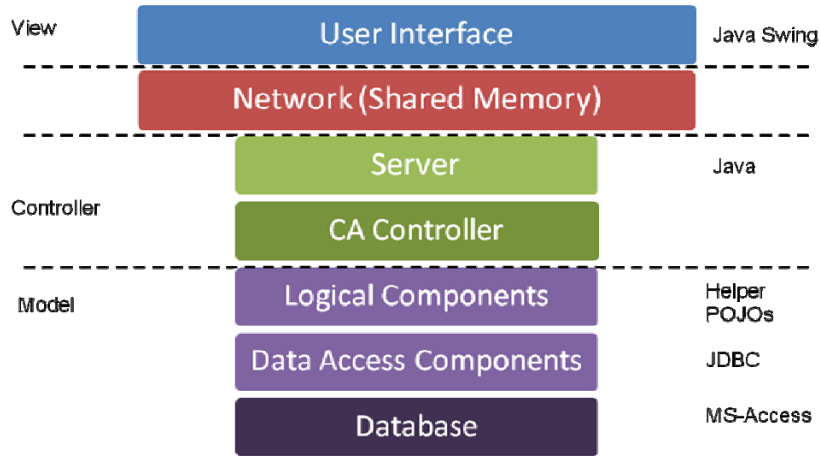 View
User Interface
Java Swing
Network (Shared Memory)
Server
Java
Controller
CA Controller
Model
Logical Components
Helper
POJOs
Data Access Components
JDBC
Database
MS-Access